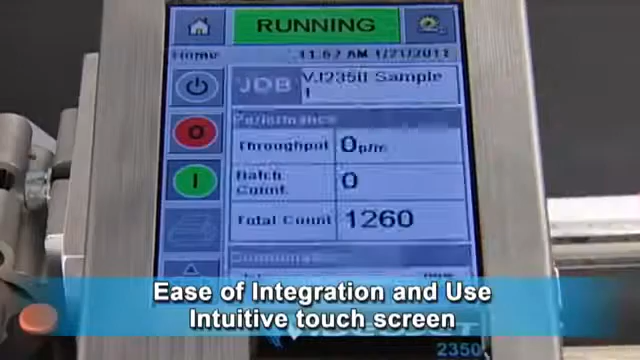 RUNNING
Home
11:52 AM 1/21/2011
JOB
VJ2350 Sample
1
Performance
Throughput 0p/m
Batch Count 0
Total Count 1260
Ease of Integration and Use
Intuitive touch screen
2350